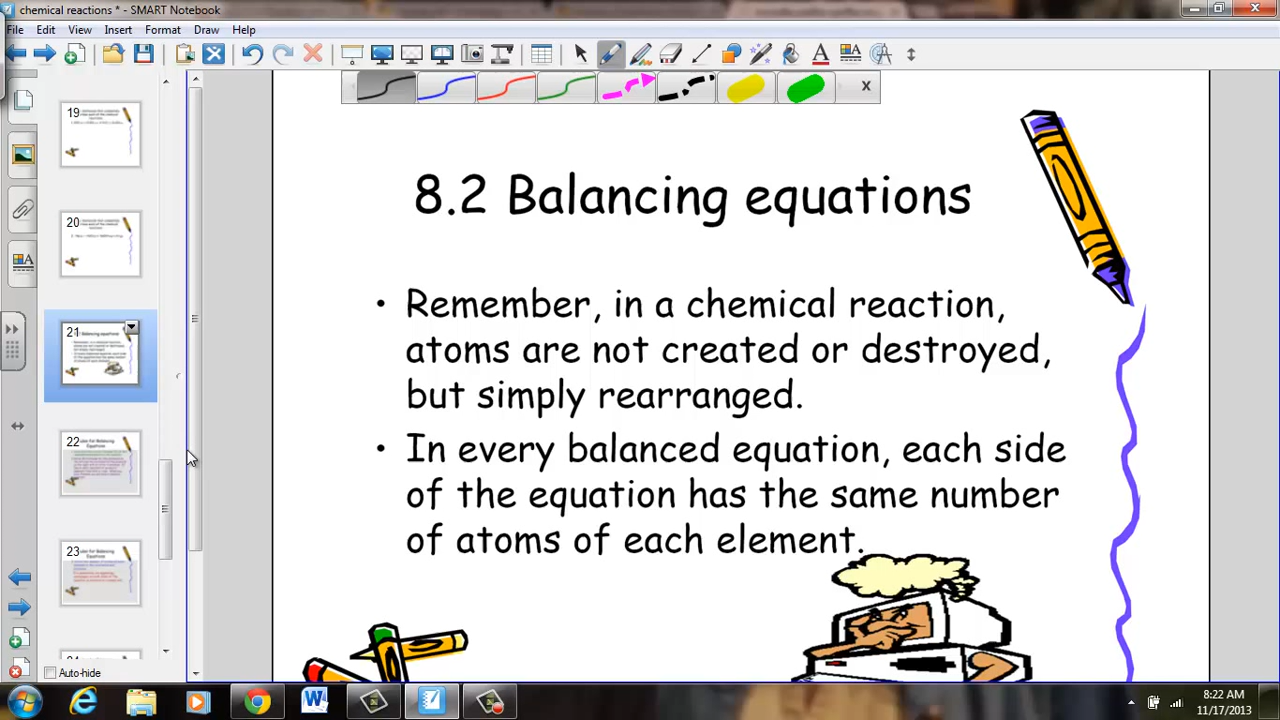 chemical reactions * - SMART Notebook
File Edit View Insert Format Draw Help
19
20
21
22
23
Auto-hide
8.2 Balancing equations
• Remember, in a chemical reaction,
atoms are not created or destroyed,
but simply rearranged.
• In every balanced equation, each side
of the equation has the same number
of atoms of each element.
8:22 AM
11/17/2013